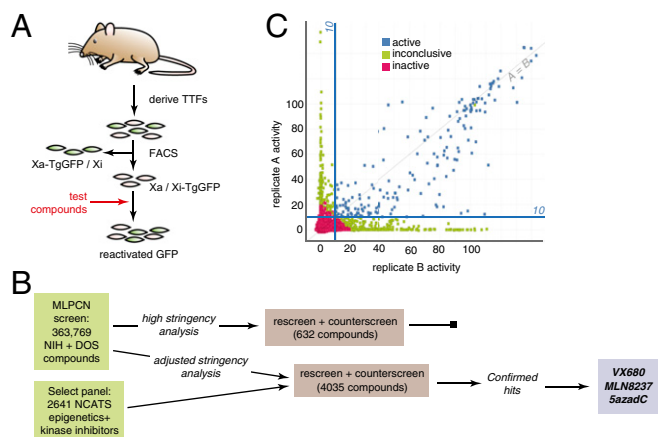 A
derive TTFs
FACS
Xa-TgGFP / Xi
Xa / Xi-TgGFP
test
compounds
reactivated GFP
C
10
active
inconclusive
inactive
A = B
replicate A activity
100
80
60
40
20
0
10
0
20
40
60
80
100
replicate B activity
B
MLPCN
screen:
363,769
NIH + DOS
compounds
high stringency
analysis
rescreen + counterscreen
(632 compounds)
adjusted stringency
analysis
rescreen + counterscreen
(4035 compounds)
Confirmed
hits
VX680
MLN8237
5azadC
Select panel:
2641 NCATS
epigenetics+
kinase inhibitors